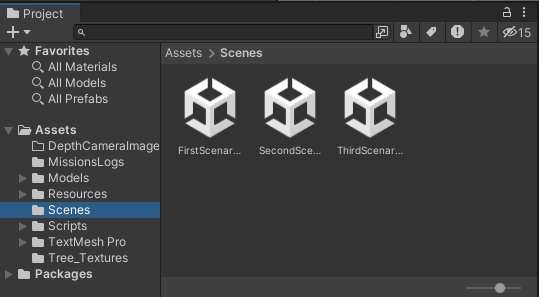 Project
15
Favorites
All Materials
All Models
All Prefabs
Assets
DepthCameraImage
MissionsLogs
Models
Resources
Scenes
Scripts
TextMesh Pro
Tree_Textures
Packages
Assets > Scenes
FirstScenar... SecondSce... ThirdScenar...